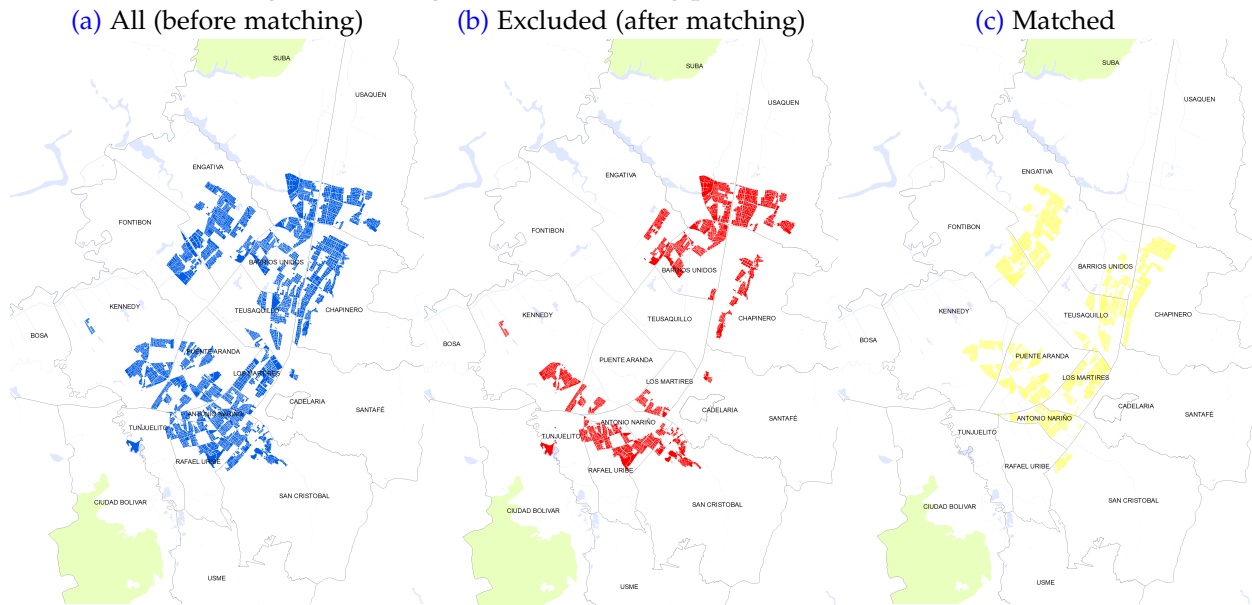 (a) All (before matching)
(b) Excluded (after matching)
(c) Matched
SUBA
USAQUEN
ENGATIVA
FONTIBON
BARRIOS UNIDOS
KENNEDY
TEUSAQUILLO
CHAPINERO
BOSA
PUENTE ARANDA
LOS MARTIRES
CADELARIA
SANTAFÉ
ANTONIO NARIÑO
TUNJUELITO
RAFAEL URIBE
SAN CRISTOBAL
CIUDAD BOLIVAR
USME
SUBA
USAQUEN
ENGATIVA
FONTIBON
BARRIOS UNIDOS
KENNEDY
TEUSAQUILLO
CHAPINERO
BOSA
PUENTE ARANDA
LOS MARTIRES
CADELARIA
SANTAFÉ
ANTONIO NARIÑO
TUNJUELITO
RAFAEL URIBE
SAN CRISTOBAL
CIUDAD BOLIVAR
USME
SUBA
USAQUEN
ENGATIVA
FONTIBON
BARRIOS UNIDOS
KENNEDY
TEUSAQUILLO
CHAPINERO
BOSA
PUENTE ARANDA
LOS MARTIRES
CADELARIA
SANTAFÉ
ANTONIO NARIÑO
TUNJUELITO
RAFAEL URIBE
SAN CRISTOBAL
CIUDAD BOLIVAR
USME